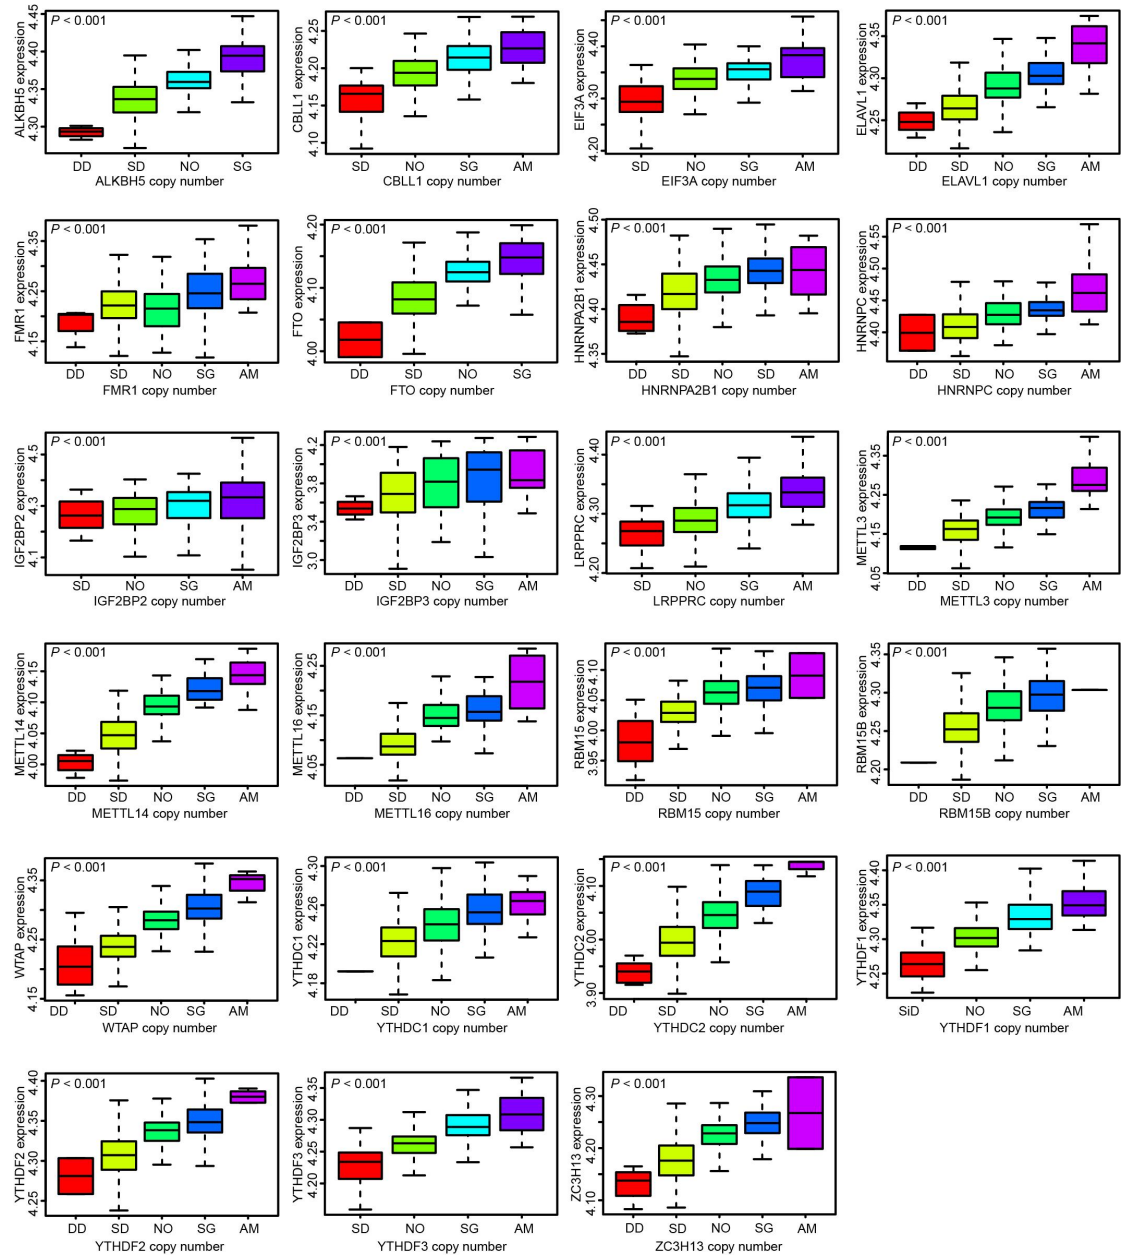 P < 0.001
ALKBH5 expression
4.45
4.40
4.35
4.30
DD SD NO SG
ALKBH5 copy number
P < 0.001
CBLL1 expression
4.25
4.20
4.15
4.10
SD NO SG AM
CBLL1 copy number
P < 0.001
EIF3A expression
4.40
4.30
4.20
SD NO SG AM
EIF3A copy number
P < 0.001
ELAVL1 expression
4.35
4.30
4.25
DD SD NO SG AM
ELAVL1 copy number
P < 0.001
FMR1 expression
4.35
4.25
4.15
DD SD NO SG AM
FMR1 copy number
P < 0.001
FTO expression
4.20
4.10
4.00
DD SD NO SG
FTO copy number
P < 0.001
HNRNPA2B1 expression
4.50
4.45
4.40
4.35
DD SD NO SD AM
HNRNPA2B1 copy number
P < 0.001
HNRNPC expression
4.55
4.50
4.45
4.40
DD SD NO SG AM
HNRNPC copy number
P < 0.001
IGF2BP2 expression
4.5
4.3
4.1
SD NO SG AM
IGF2BP2 copy number
P < 0.001
IGF2BP3 expression
4.2
3.8
3.4
3.0
DD SD NO SG AM
IGF2BP3 copy number
P < 0.001
LRPPRC expression
4.40
4.30
4.20
SD NO SG AM
LRPPRC copy number
P < 0.001
METTL3 expression
4.35
4.25
4.15
4.05
DD SD NO SG AM
METTL3 copy number
P < 0.001
METTL14 expression
4.15
4.10
4.05
4.00
DD SD NO SG AM
METTL14 copy number
P < 0.001
METTL16 expression
4.25
4.15
4.05
DD SD NO SG AM
METTL16 copy number
P < 0.001
RBM15 expression
4.10
4.05
4.00
3.95
DD SD NO SG AM
RBM15 copy number
P < 0.001
RBM15B expression
4.35
4.30
4.25
4.20
DD SD NO SG AM
RBM15B copy number
P < 0.001
WTAP expression
4.35
4.25
4.15
DD SD NO SG AM
WTAP copy number
P < 0.001
YTHDC1 expression
4.30
4.26
4.22
4.18
DD SD NO SG AM
YTHDC1 copy number
P < 0.001
YTHDC2 expression
4.10
4.00
3.90
DD SD NO SG AM
YTHDC2 copy number
P < 0.001
YTHDF1 expression
4.40
4.35
4.30
4.25
SiD NO SG AM
YTHDF1 copy number
P < 0.001
YTHDF2 expression
4.40
4.35
4.30
4.25
DD SD NO SG AM
YTHDF2 copy number
P < 0.001
YTHDF3 expression
4.35
4.30
4.25
4.20
SD NO SG AM
YTHDF3 copy number
P < 0.001
ZC3H13 expression
4.30
4.20
4.10
DD SD NO SG AM
ZC3H13 copy number